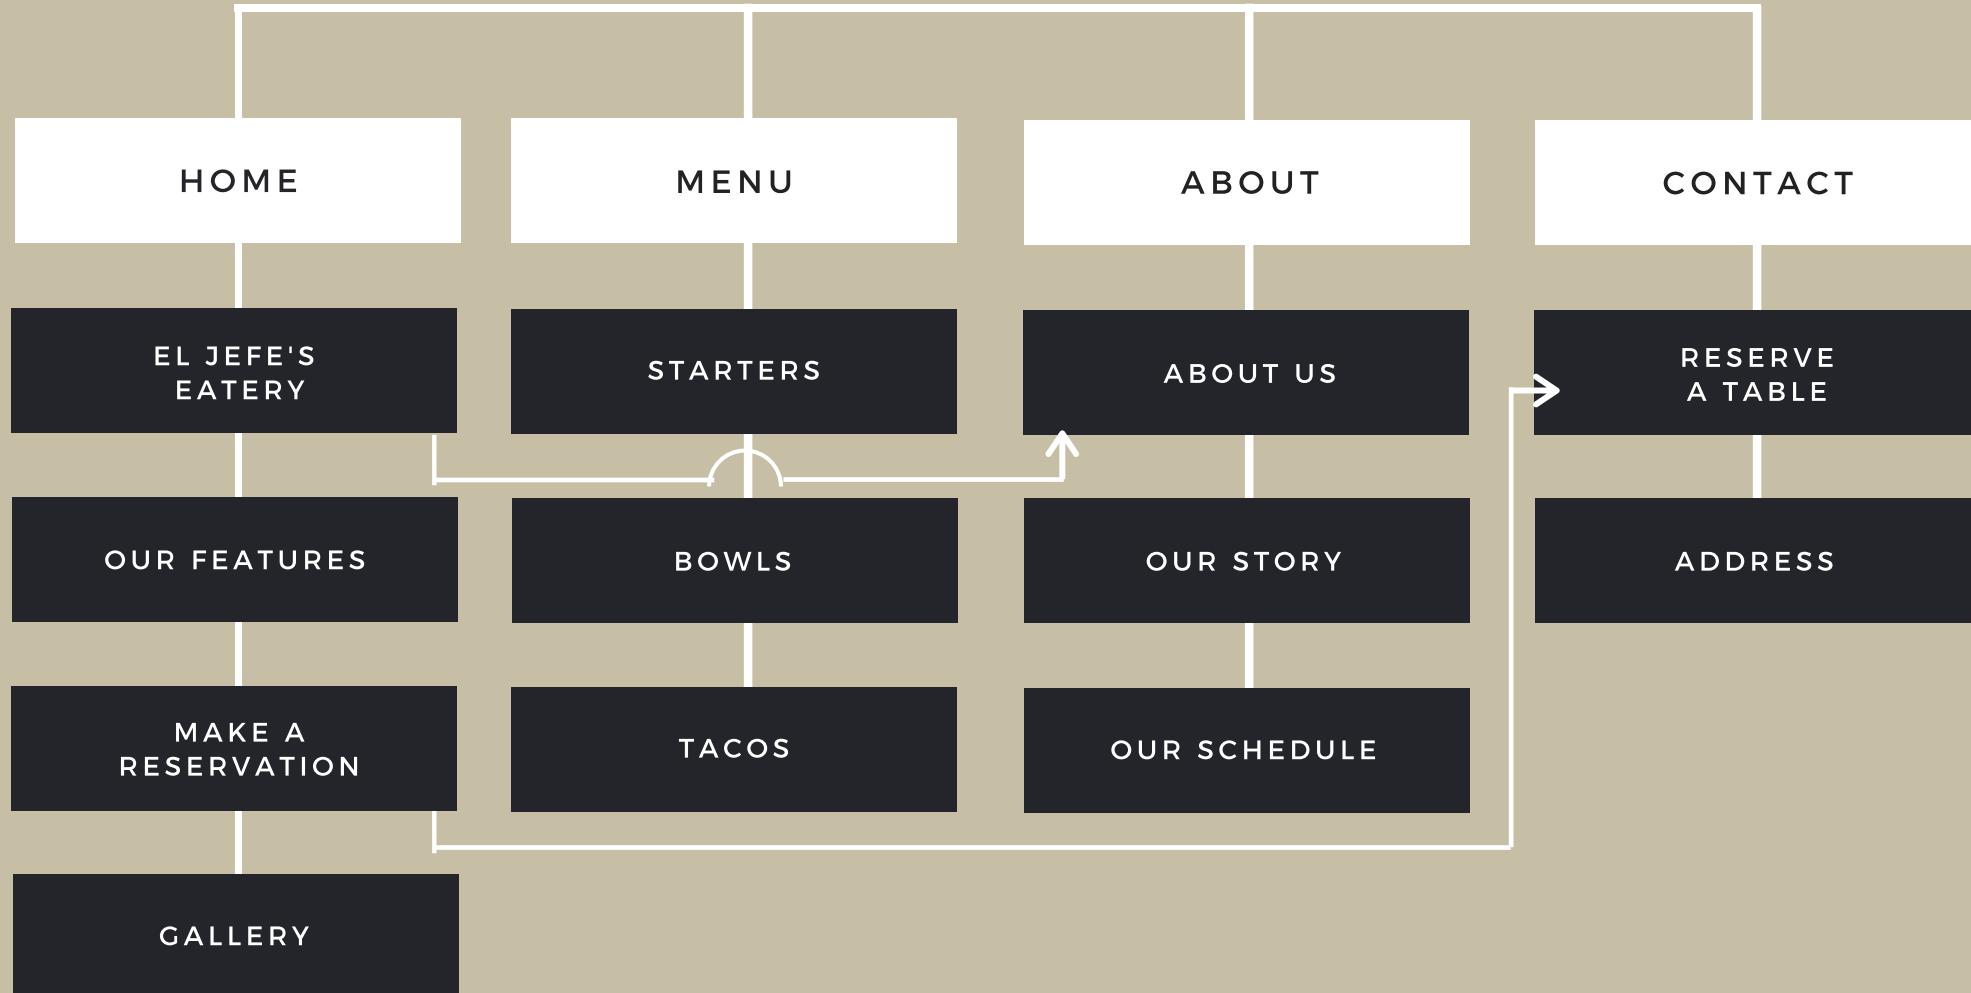 HOME
MENU
ABOUT
CONTACT
EL JEFE'S
EATERY
STARTERS
ABOUT US
RESERVE
A TABLE
OUR FEATURES
BOWLS
OUR STORY
ADDRESS
MAKE A
RESERVATION
TACOS
OUR SCHEDULE
GALLERY